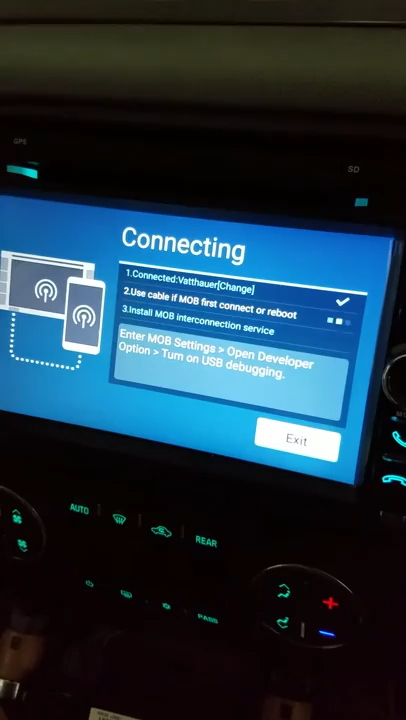 GPS
SD
Connecting
1.Connected:Vatthauer[Change]
2.Use cable if MOB first connect or reboot
3.Install MOB interconnection service
Enter MOB Settings > Open Developer
Option > Turn on USB debugging.
Exit
AUTO
REAR
PASS